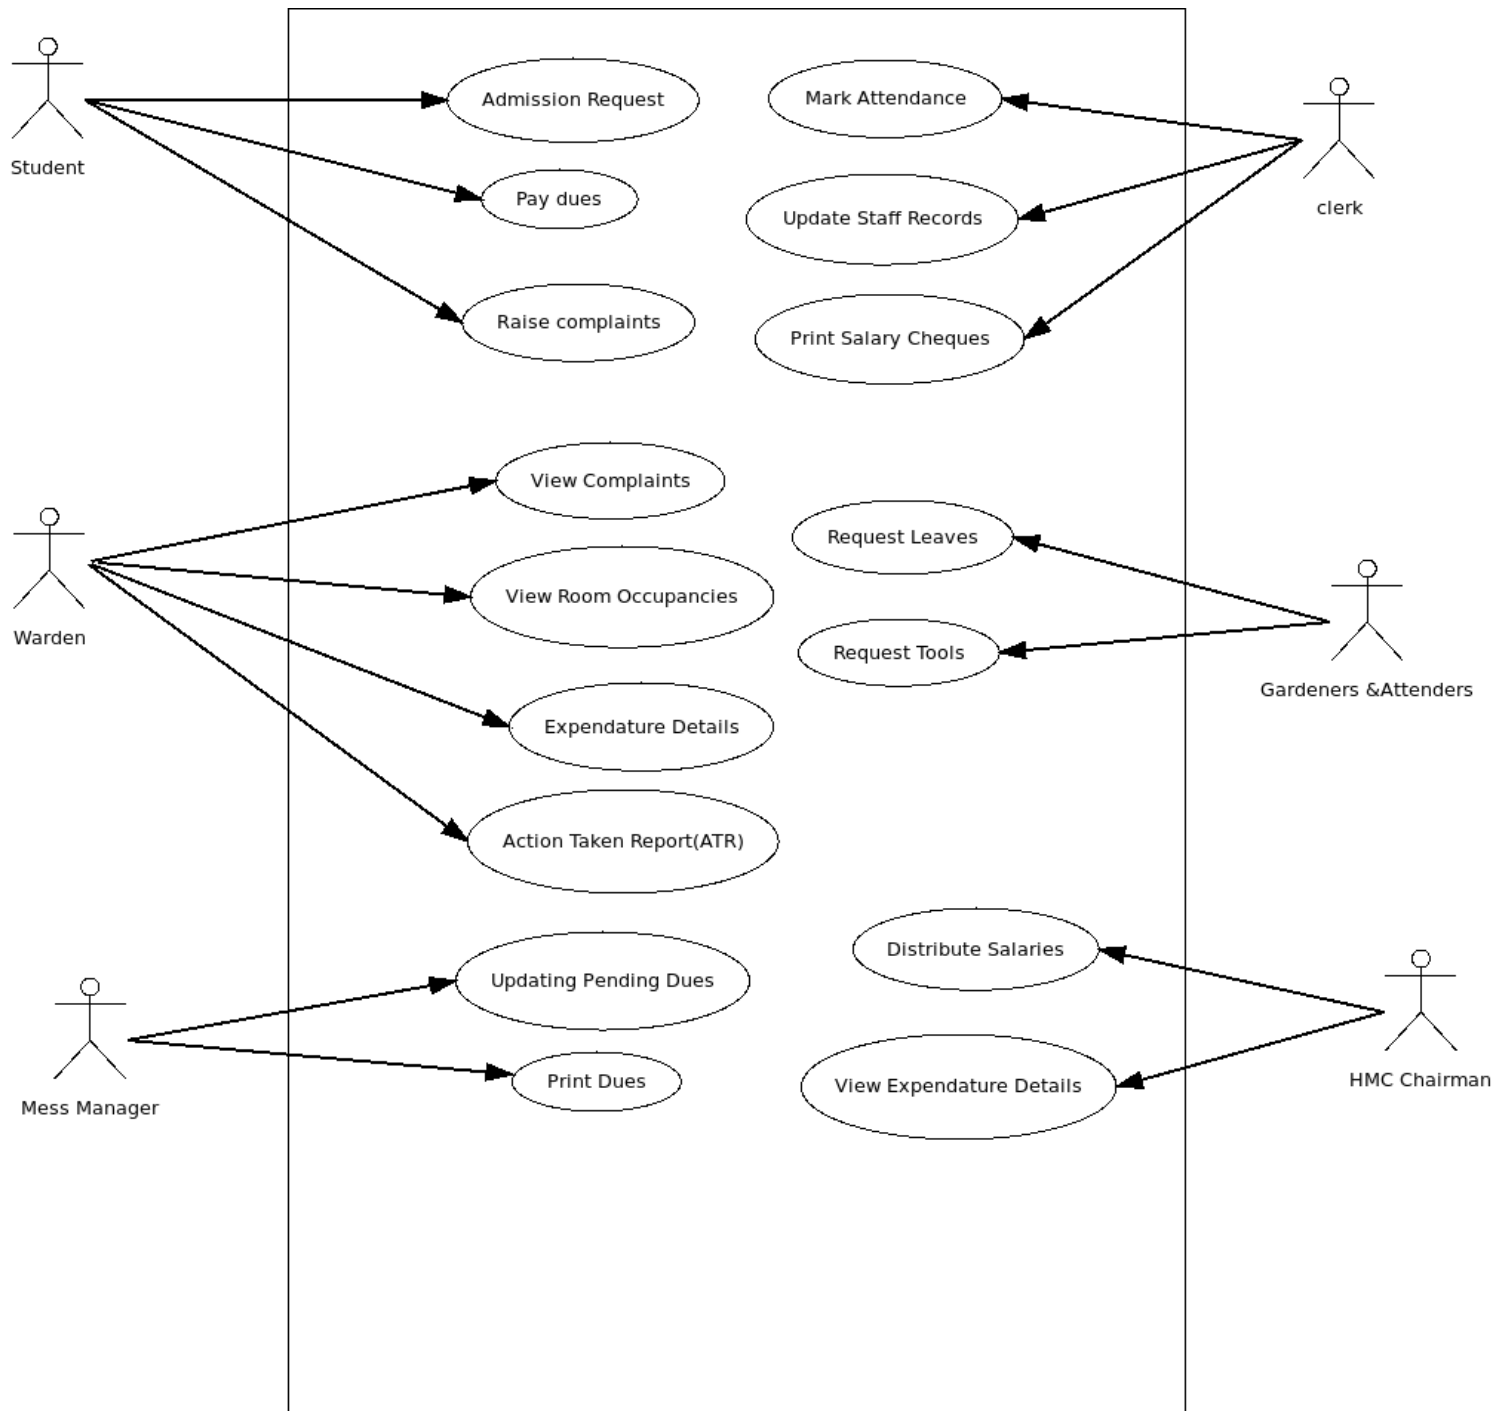 Student
Admission Request
Pay dues
Raise complaints
Mark Attendance
Update Staff Records
Print Salary Cheques
clerk
Warden
View Complaints
View Room Occupancies
Expendature Details
Action Taken Report(ATR)
Request Leaves
Request Tools
Gardeners &Attenders
Mess Manager
Updating Pending Dues
Print Dues
Distribute Salaries
View Expendature Details
HMC Chairman